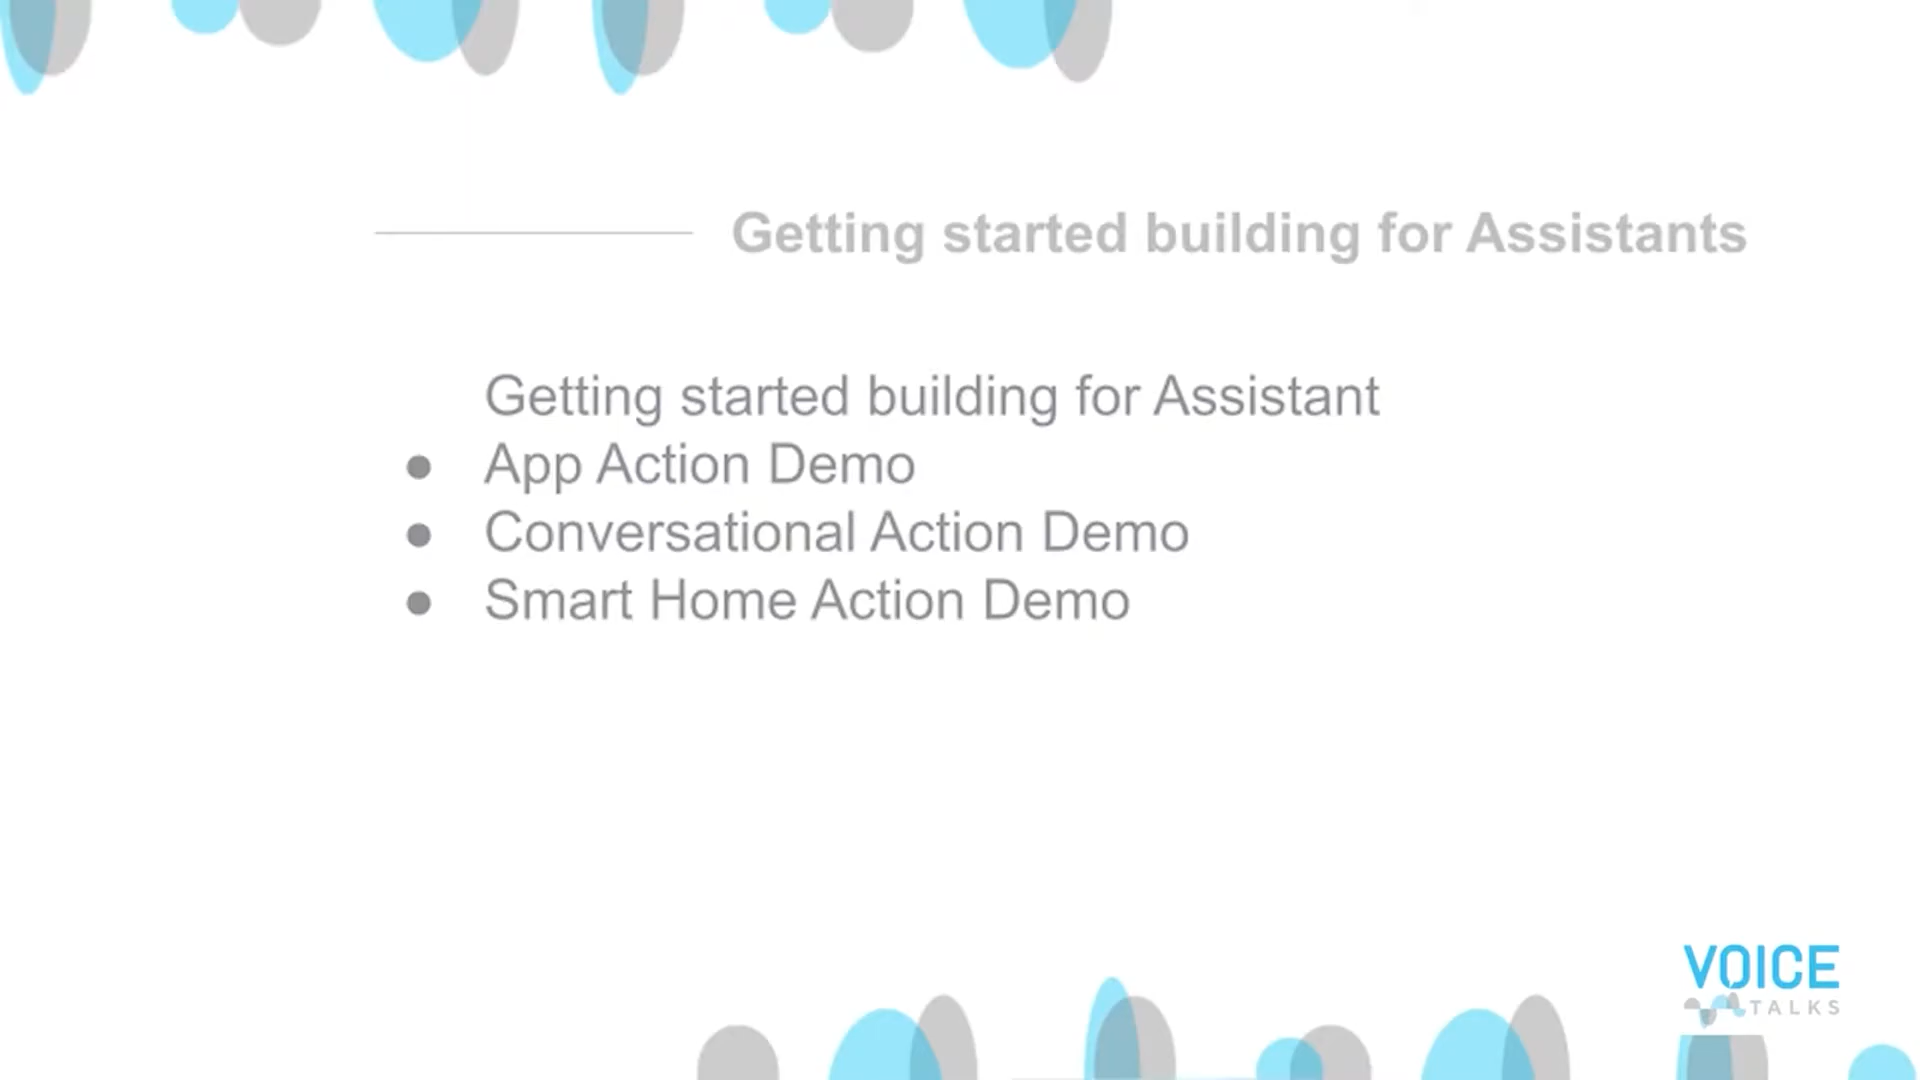 Getting started building for Assistants
Getting started building for Assistant
● App Action Demo
● Conversational Action Demo
● Smart Home Action Demo
VOICE
TALKS